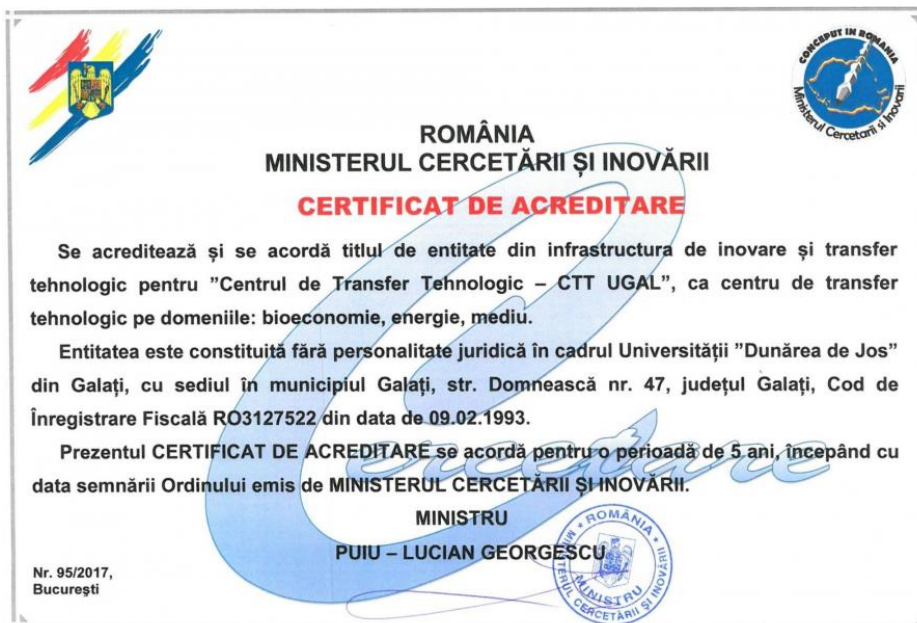 CONCEPUT IN ROMANIA
Ministerul Cercetarii si Inovarii
ROMÂNIA
MINISTERUL CERCETĂRII ȘI INOVĂRII
CERTIFICAT DE ACREDITARE
Se acreditează și se acordă titlul de entitate din infrastructura de inovare și transfer
tehnologic pentru ”Centrul de Transfer Tehnologic – CTT UGAL”, ca centru de transfer
tehnologic pe domeniile: bioeconomie, energie, mediu.
Entitatea este constituită fără personalitate juridică în cadrul Universității ”Dunărea de Jos”
din Galați, cu sediul în municipiul Galați, str. Domnească nr. 47, județul Galați, Cod de
Înregistrare Fiscală RO3127522 din data de 09.02.1993.
Prezentul CERTIFICAT DE ACREDITARE se acordă pentru o perioadă de 5 ani, începând cu
data semnării Ordinului emis de MINISTERUL CERCETĂRII ȘI INOVĂRII.
Cercetare
MINISTRU
PUIU – LUCIAN GEORGESCU
Nr. 95/2017,
București
ROMÂNIA
MINISTERUL CERCETĂRII ȘI INOVĂRII
MINISTRU